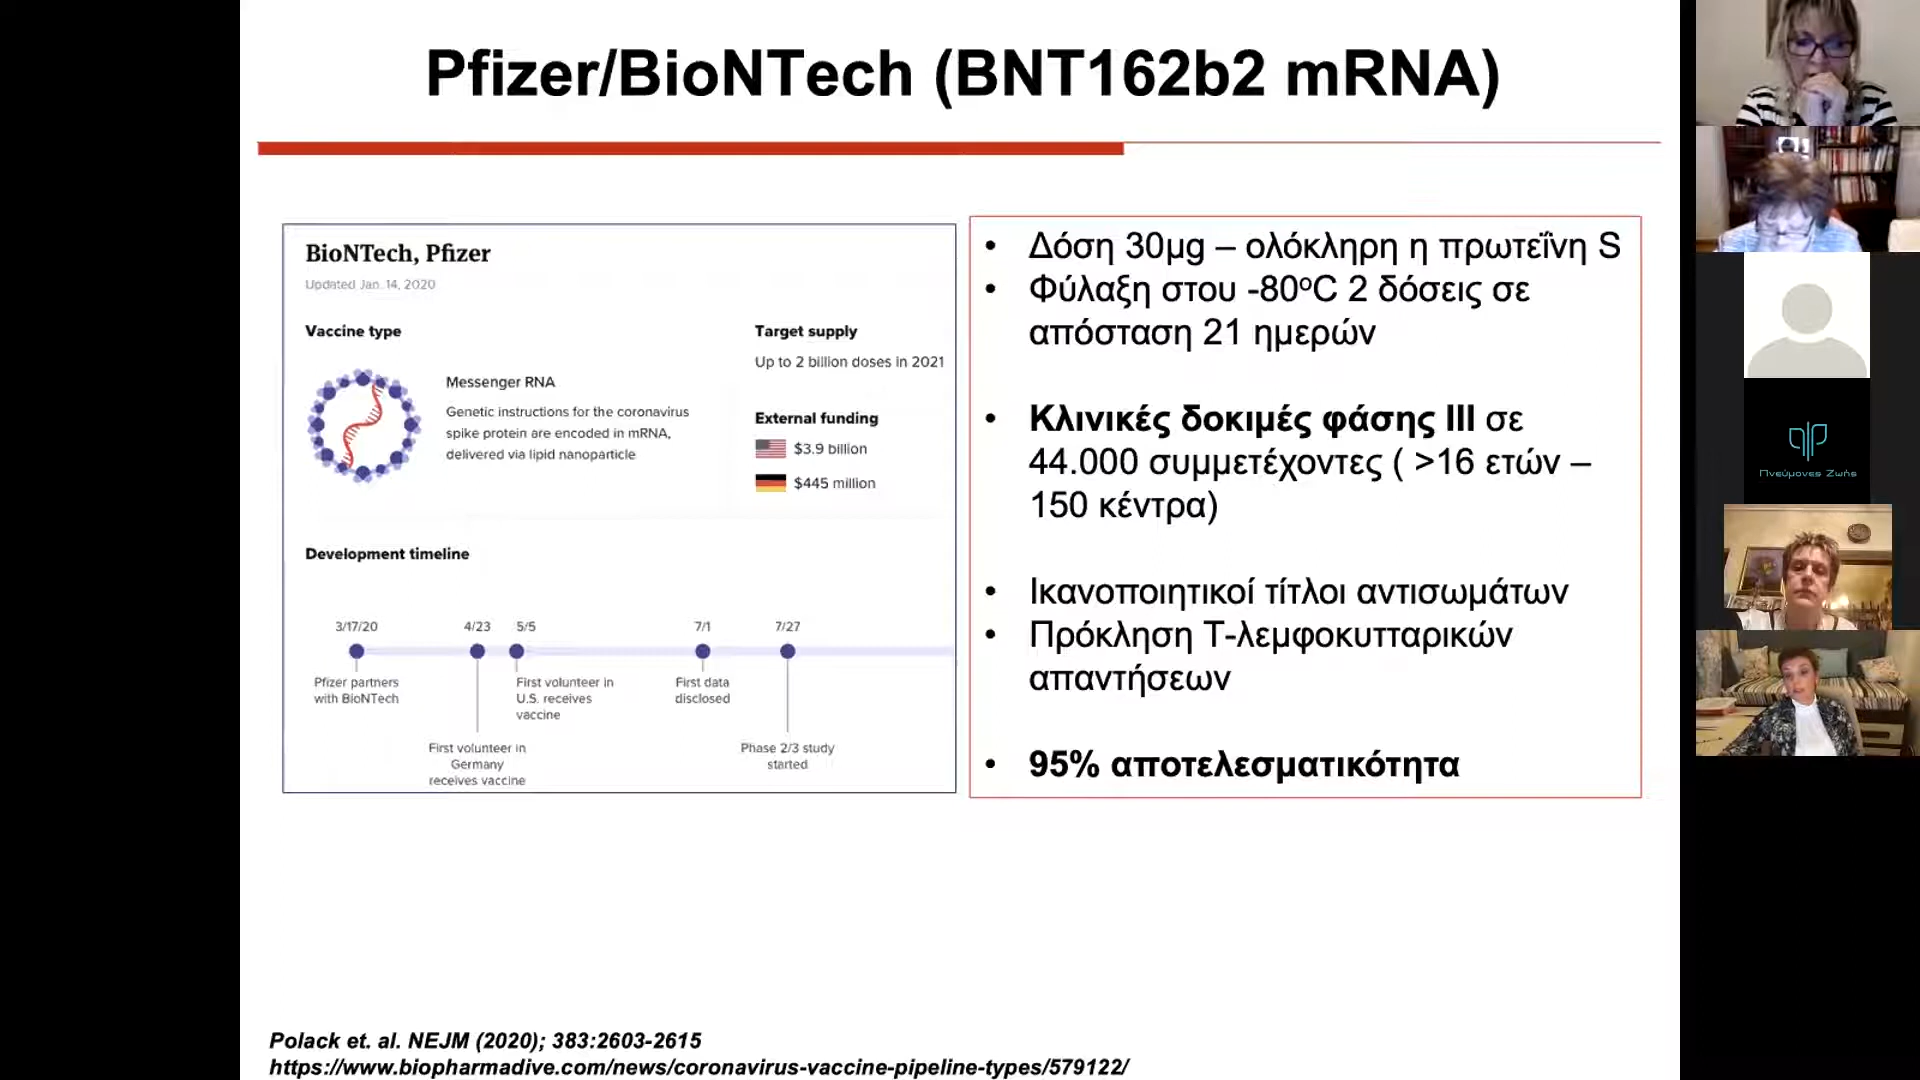 Pfizer/BioNTech (BNT162b2 mRNA)
BioNTech, Pfizer
Updated Jan. 14, 2020
Vaccine type
Messenger RNA
Genetic instructions for the coronavirus
spike protein are encoded in mRNA,
delivered via lipid nanoparticle
Target supply
Up to 2 billion doses in 2021
External funding
$3.9 billion
$445 million
Development timeline
3/17/20
Pfizer partners
with BioNTech
4/23
First volunteer in
Germany
receives vaccine
5/5
First volunteer in
U.S. receives
vaccine
7/1
First data
disclosed
7/27
Phase 2/3 study
started
• Δόση 30μg – ολόκληρη η πρωτεΐνη S
• Φύλαξη στου -80οC 2 δόσεις σε
απόσταση 21 ημερών
• Κλινικές δοκιμές φάσης III σε
44.000 συμμετέχοντες ( >16 ετών –
150 κέντρα)
• Ικανοποιητικοί τίτλοι αντισωμάτων
• Πρόκληση Τ-λεμφοκυτταρικών
απαντήσεων
• 95% αποτελεσματικότητα
Polack et. al. NEJM (2020); 383:2603-2615
https://www.biopharmadive.com/news/coronavirus-vaccine-pipeline-types/579122/
Πνεύμονες Ζωής